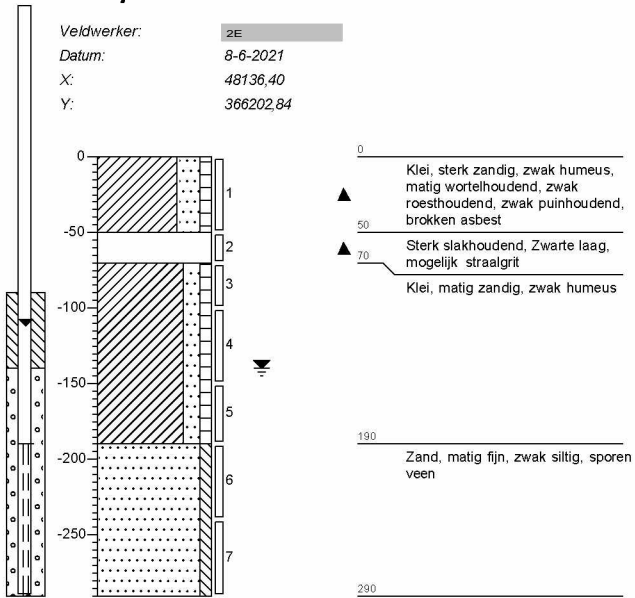 Veldwerker: 2E
Datum: 8-6-2021
X: 48136,40
Y: 366202,84
0
-50
-100
-150
-200
-250
1
2
3
4
5
6
7
0
Klei, sterk zandig, zwak humeus,
matig wortelhoudend, zwak
roesthoudend, zwak puinhoudend,
brokken asbest
50
Sterk slakhoudend, Zwarte laag,
mogelijk straalgrit
70
Klei, matig zandig, zwak humeus
190
Zand, matig fijn, zwak siltig, sporen
veen
290